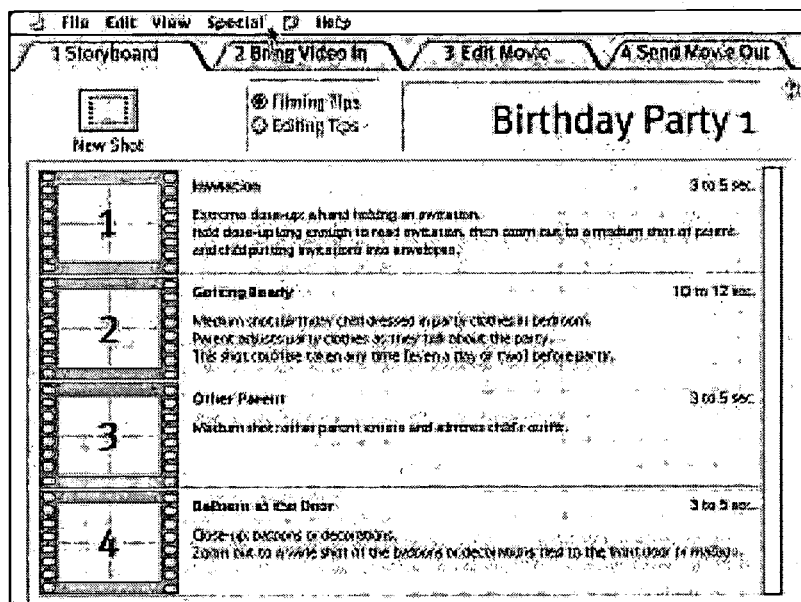 File Edit View Special Help
1 Storyboard 2 Bring Video In 3 Edit Movie 4 Send Movie Out
New Shot
Filming Tips
Editing Tips
Birthday Party 1
1
Invitation 3 to 5 sec.
Extreme close-up: a hand holding an invitation.
Hold close-up long enough to read invitation, then zoom out to a medium shot of parent
and child putting invitations into envelopes.
2
Getting Ready 10 to 12 sec.
Medium shot: birthday child dressed in party clothes in bedroom.
Parent adjusts party clothes as they talk about the party.
This shot could be taken any time (even a day or two) before party.
3
Other Parent 3 to 5 sec.
Medium shot: other parent enters and admires child's outfit.
4
Balloons at the Door 3 to 5 sec.
Close-up: balloons or decorations.
Zoom out to a wide shot of the balloons or decorations tied to the front door or mailbox.